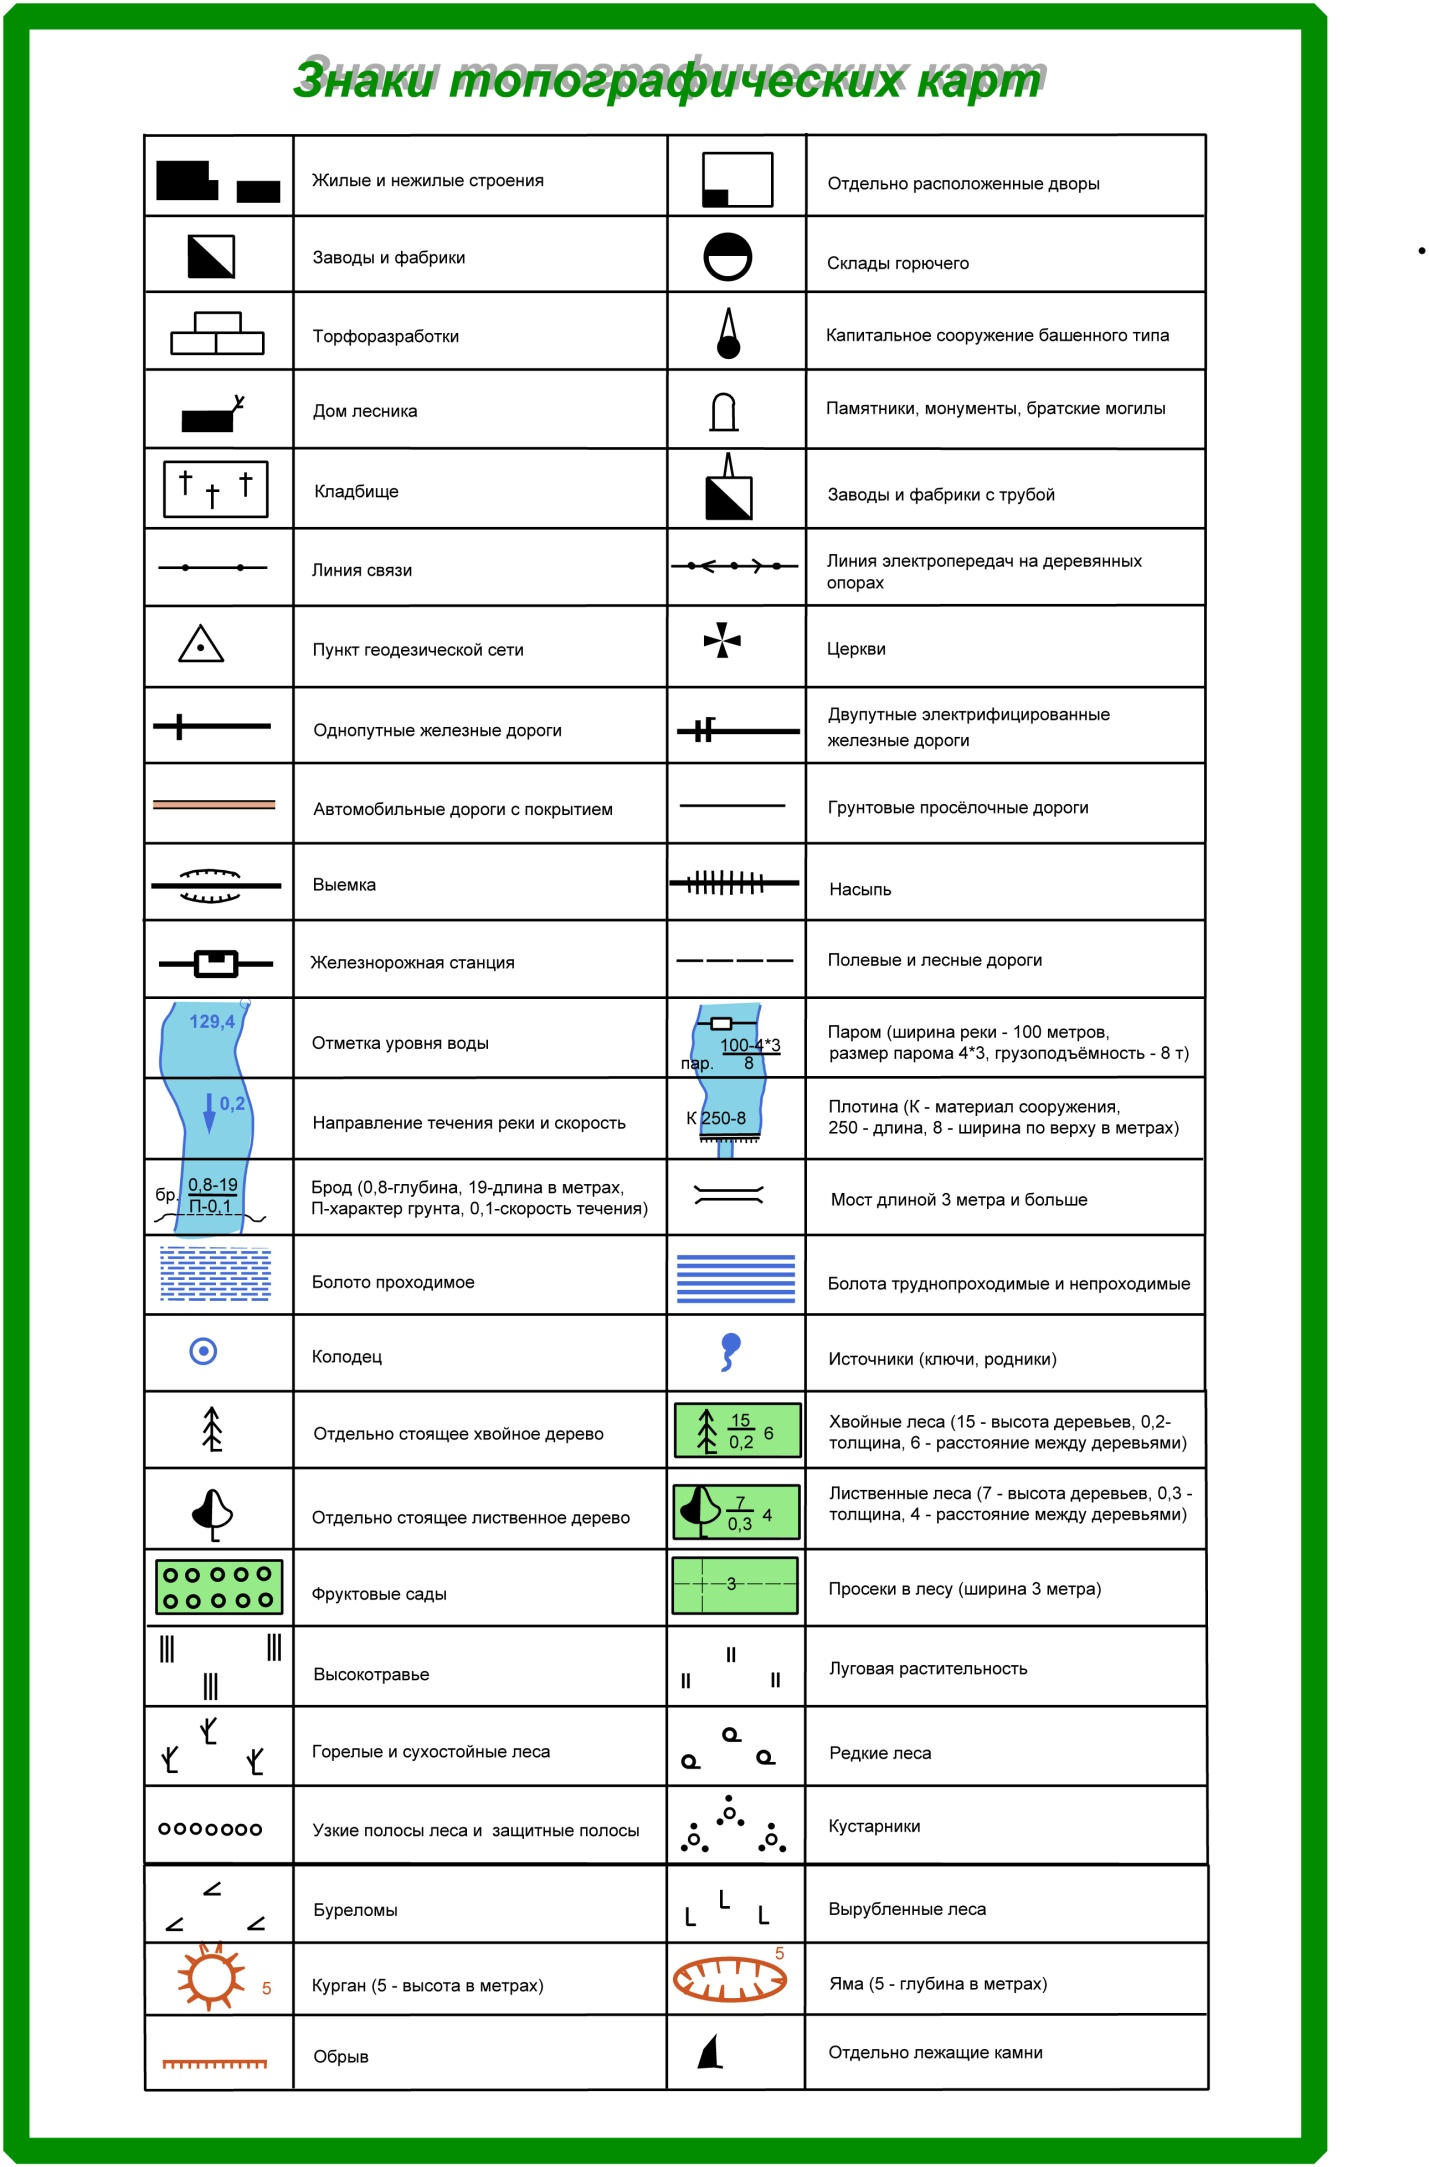 Знаки топографических карт
Жилые и нежилые строения
Отдельно расположенные дворы
Заводы и фабрики
Склады горючего
Торфоразработки
Капитальное сооружение башенного типа
Дом лесника
Памятники, монументы, братские могилы
Кладбище
Заводы и фабрики с трубой
Линия связи
Линия электропередач на деревянных
опорах
Пункт геодезической сети
Церкви
Однопутные железные дороги
Двупутные электрифицированные
железные дороги
Автомобильные дороги с покрытием
Грунтовые просёлочные дороги
Выемка
Насыпь
Железнорожная станция
Полевые и лесные дороги
129,4
Отметка уровня воды
пар.
100-4*3
8
Паром (ширина реки - 100 метров,
размер парома 4*3, грузоподъёмность - 8 т)
0,2
Направление течения реки и скорость
К 250-8
Плотина (К - материал сооружения,
250 - длина, 8 - ширина по верху в метрах)
бр.
0,8-19
П-0,1
Брод (0,8-глубина, 19-длина в метрах,
П-характер грунта, 0,1-скорость течения)
Мост длиной 3 метра и больше
Болото проходимое
Болота труднопроходимые и непроходимые
Колодец
Источники (ключи, родники)
Отдельно стоящее хвойное дерево
15
0,2
6
Хвойные леса (15 - высота деревьев, 0,2-
толщина, 6 - расстояние между деревьями)
Отдельно стоящее лиственное дерево
7
0,3
4
Лиственные леса (7 - высота деревьев, 0,3 -
толщина, 4 - расстояние между деревьями)
Фруктовые сады
3
Просеки в лесу (ширина 3 метра)
Высокотравье
Луговая растительность
Горелые и сухостойные леса
Редкие леса
Узкие полосы леса и защитные полосы
Кустарники
Буреломы
Вырубленные леса
5
Курган (5 - высота в метрах)
5
Яма (5 - глубина в метрах)
Обрыв
Отдельно лежащие камни